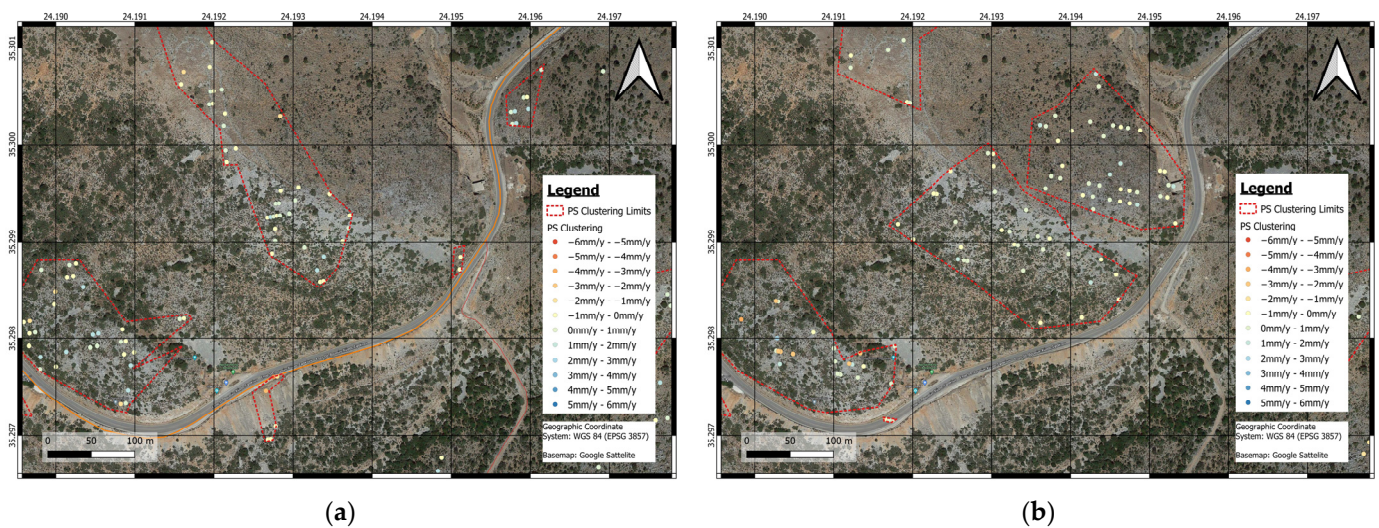 24.190 24.191 24.192 24.193 24.194 24.195 24.196 24.197
35.301
35.300
35.299
35.298
35.297
Legend
PS Clustering Limits
PS Clustering
−6mm/y - −5mm/y
−5mm/y - −4mm/y
−4mm/y - −3mm/y
−3mm/y - −2mm/y
−2mm/y - −1mm/y
−1mm/y - 0mm/y
0mm/y - 1mm/y
1mm/y - 2mm/y
2mm/y - 3mm/y
3mm/y - 4mm/y
4mm/y - 5mm/y
5mm/y - 6mm/y
Geographic Coordinate
System: WGS 84 (EPSG 3857)
Basemap: Google Sattelite
0 50 100 m
(a)
24.190 24.191 24.192 24.193 24.194 24.195 24.196 24.197
35.301
35.300
35.299
35.298
35.297
Legend
PS Clustering Limits
PS Clustering
−6mm/y - −5mm/y
−5mm/y - −4mm/y
−4mm/y - −3mm/y
−3mm/y - −2mm/y
−2mm/y - −1mm/y
−1mm/y - 0mm/y
0mm/y - 1mm/y
1mm/y - 2mm/y
2mm/y - 3mm/y
3mm/y - 4mm/y
4mm/y - 5mm/y
5mm/y - 6mm/y
Geographic Coordinate
System: WGS 84 (EPSG 3857)
Basemap: Google Sattelite
0 50 100 m
(b)